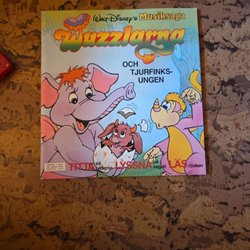 Walt Disney's Musiksaga
Wuzzlarna
OCH
TJURFINKS-
UNGEN
TITTA LYSSNA LÄS